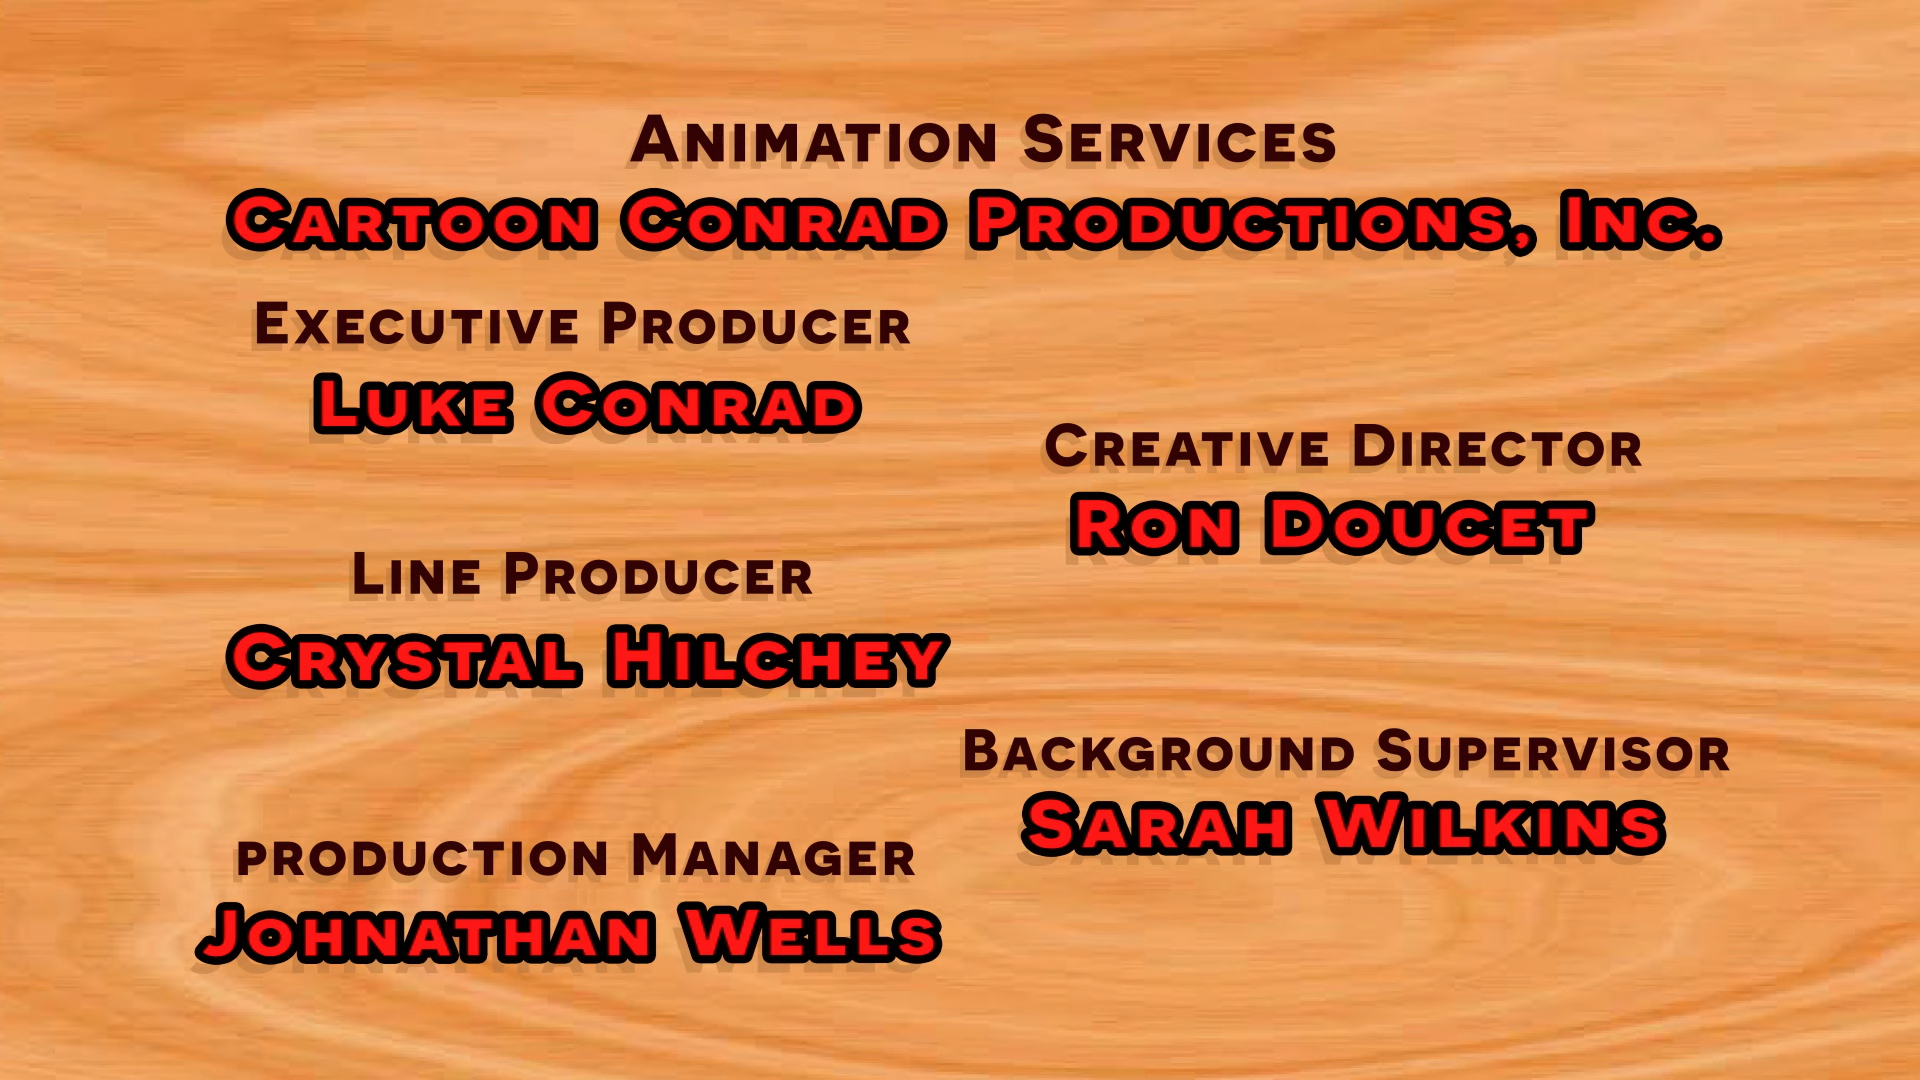 Animation Services
Cartoon Conrad Productions, Inc.
Executive Producer
Luke Conrad
Creative Director
Ron Doucet
Line Producer
Crystal Hilchey
Background Supervisor
Sarah Wilkins
production Manager
Johnathan Wells